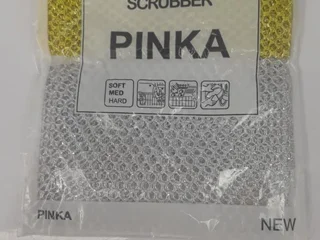 SCRUBBER
PINKA
SOFT
MED
HARD
PINKA
NEW